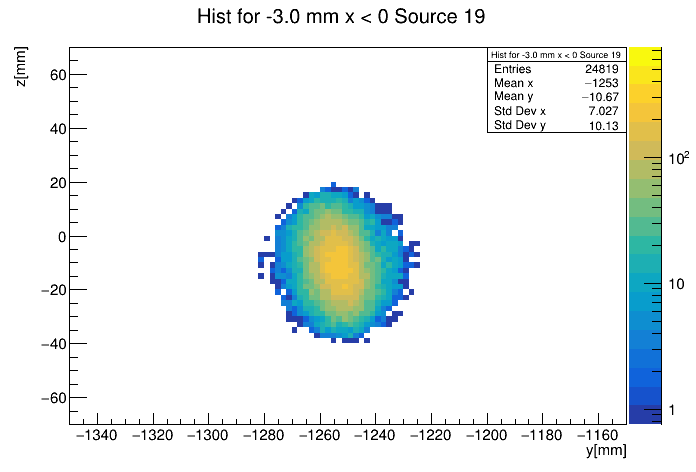 Hist for -3.0 mm x < 0 Source 19
z[mm]
Hist for -3.0 mm x < 0 Source 19
Entries 24819
Mean x −1253
Mean y −10.67
Std Dev x 7.027
Std Dev y 10.13
60
40
20
0
−20
−40
−60
10²
10
1
−1340 −1320 −1300 −1280 −1260 −1240 −1220 −1200 −1180 −1160
y[mm]